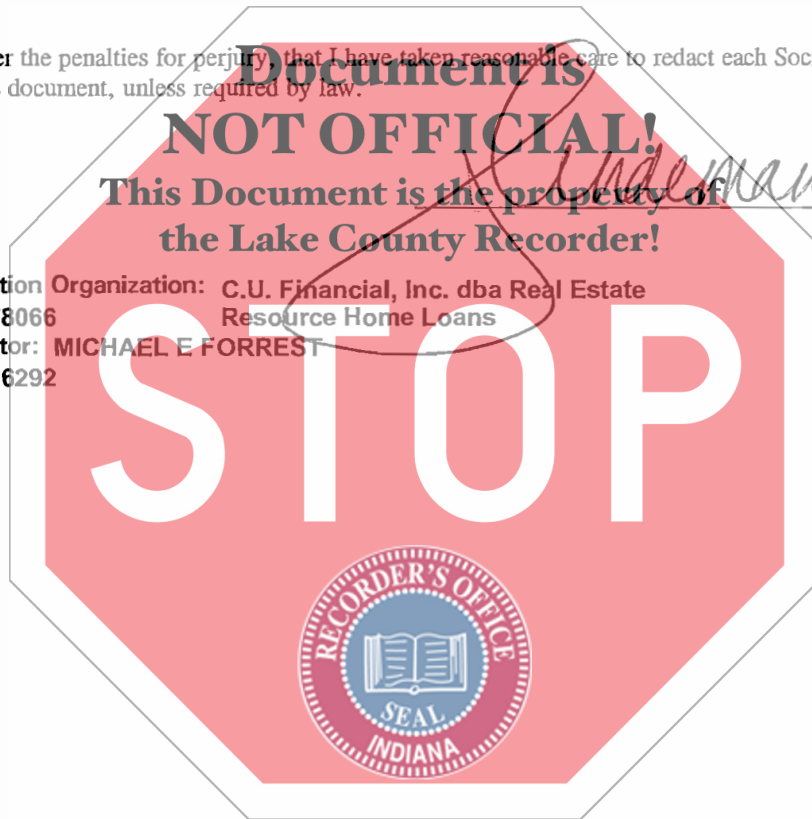 er the penalties for perjury, that I have taken reasonable care to redact each Soc
document, unless required by law.
Document is
NOT OFFICIAL!
This Document is the property of
the Lake County Recorder!
tion Organization: C.U. Financial, Inc. dba Real Estate
8066 Resource Home Loans
tor: MICHAEL E FORREST
6292
STOP
RECORDER'S OFFICE
SEAL
INDIANA